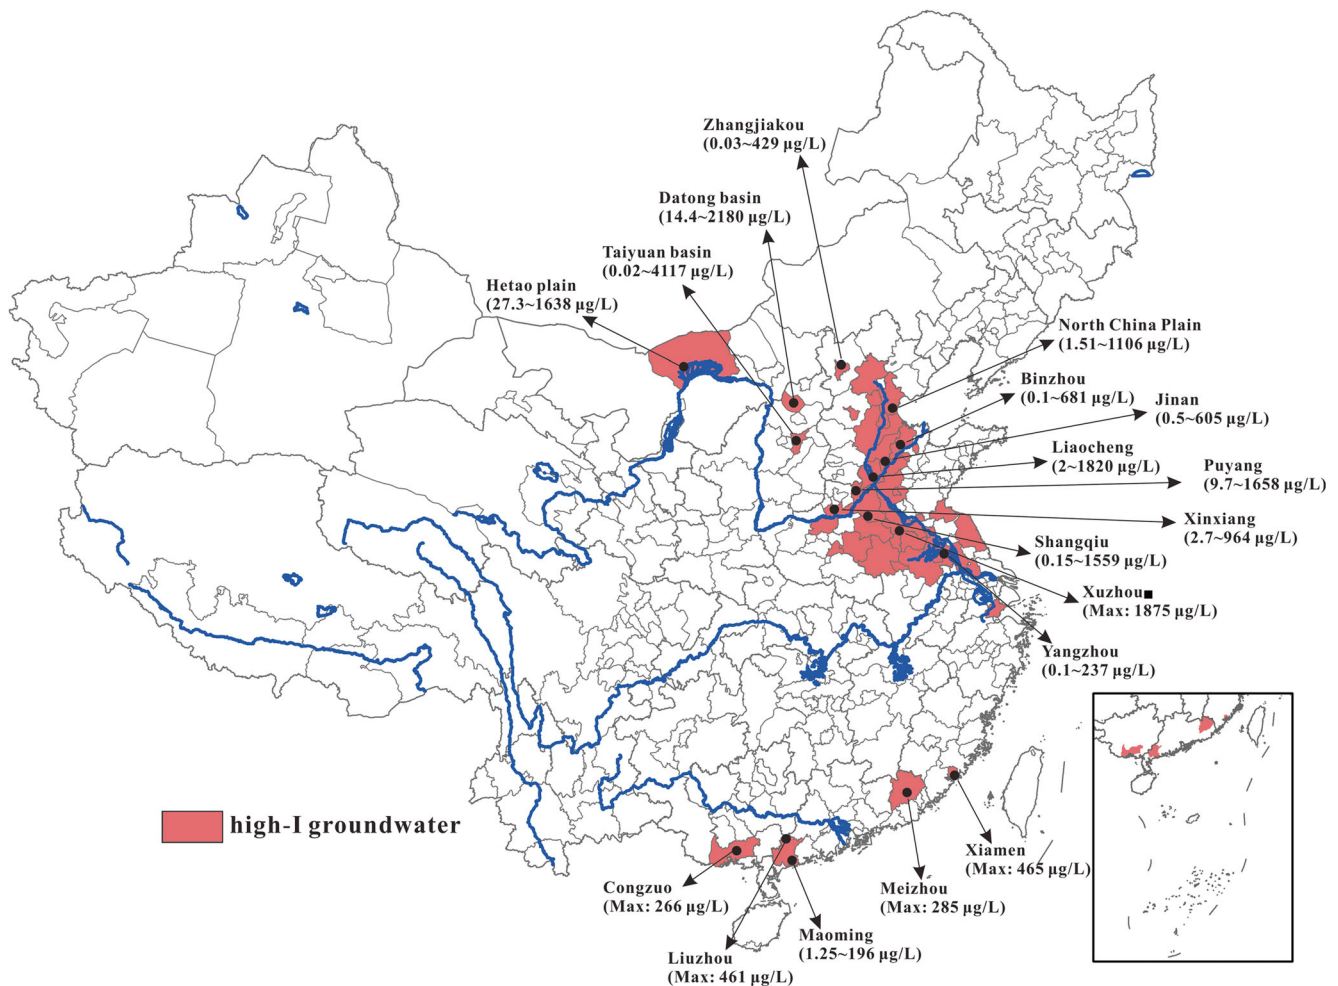 Zhangjiakou
(0.03~429 μg/L)
Datong basin
(14.4~2180 μg/L)
Taiyuan basin
(0.02~4117 μg/L)
Hetao plain
(27.3~1638 μg/L)
North China Plain
(1.51~1106 μg/L)
Binzhou
(0.1~681 μg/L)
Jinan
(0.5~605 μg/L)
Liaocheng
(2~1820 μg/L)
Puyang
(9.7~1658 μg/L)
Xinxiang
(2.7~964 μg/L)
Shangqiu
(0.15~1559 μg/L)
Xuzhou■
(Max: 1875 μg/L)
Yangzhou
(0.1~237 μg/L)
high-I groundwater
Xiamen
(Max: 465 μg/L)
Meizhou
(Max: 285 μg/L)
Congzuo
(Max: 266 μg/L)
Maoming
(1.25~196 μg/L)
Liuzhou
(Max: 461 μg/L)